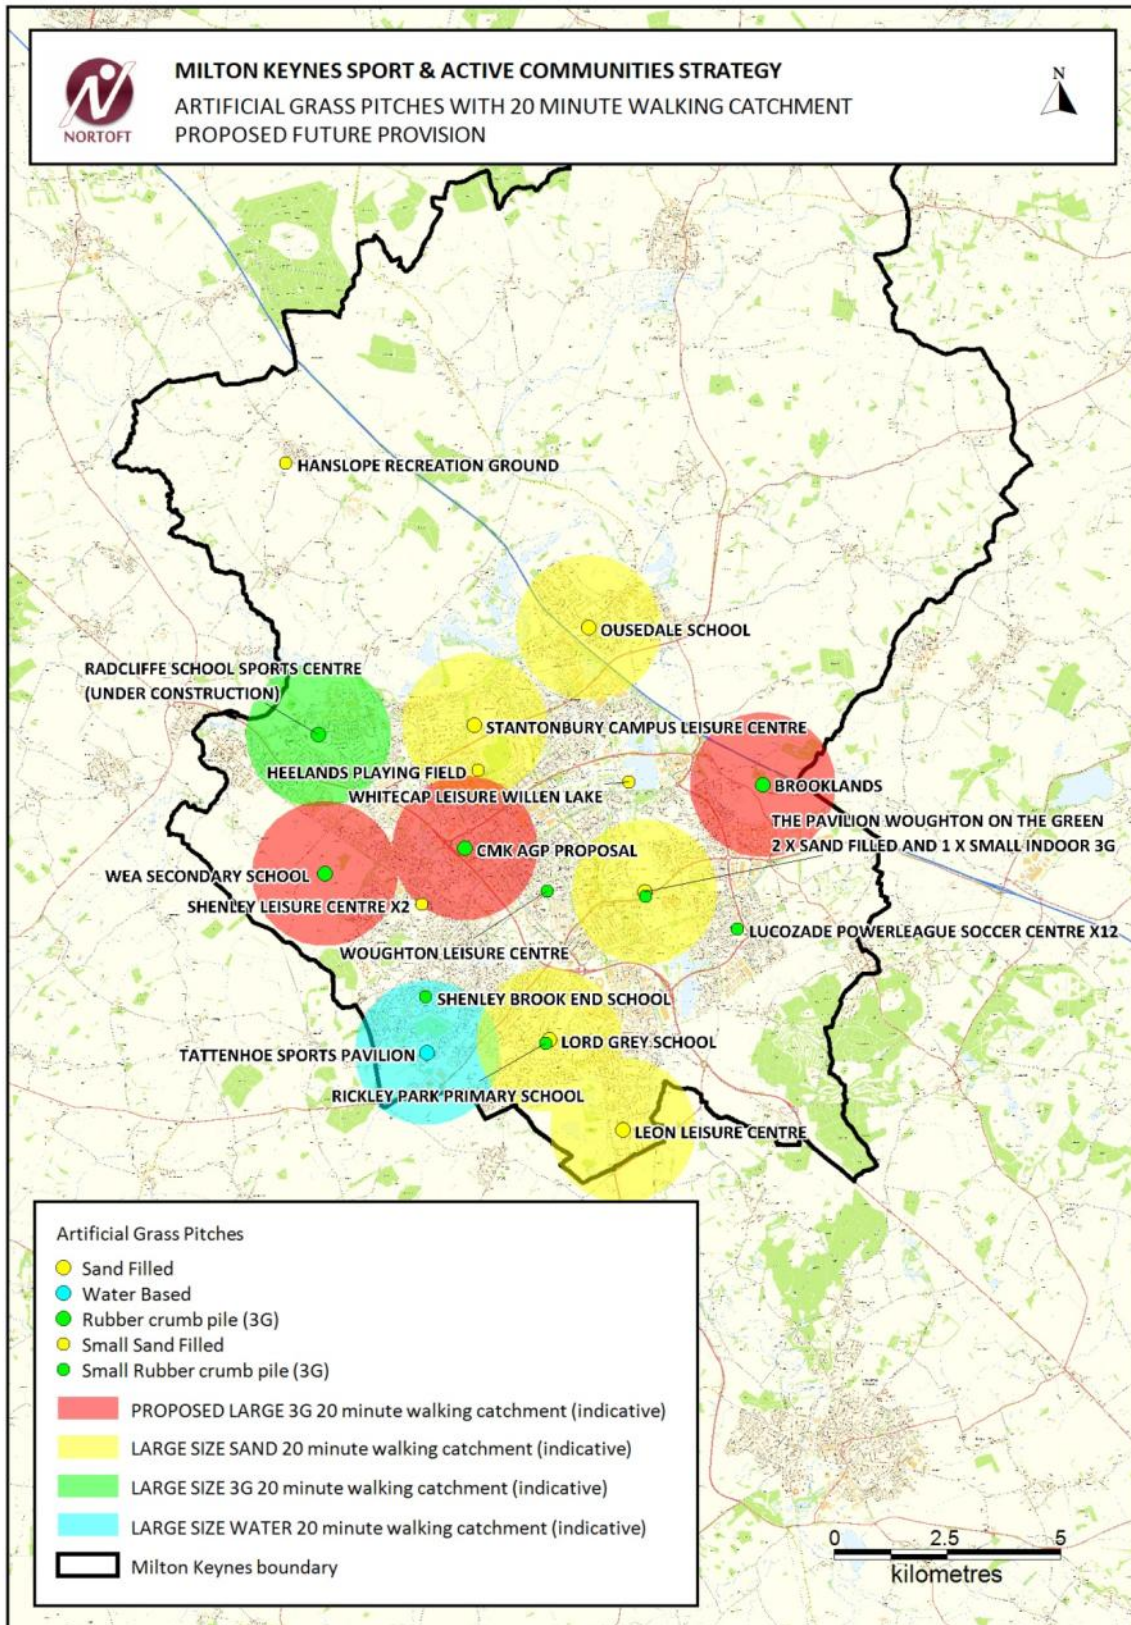 NORTOFT
MILTON KEYNES SPORT & ACTIVE COMMUNITIES STRATEGY
ARTIFICIAL GRASS PITCHES WITH 20 MINUTE WALKING CATCHMENT
PROPOSED FUTURE PROVISION
N
HANSLOPE RECREATION GROUND
OUSEDALE SCHOOL
RADCLIFFE SCHOOL SPORTS CENTRE
(UNDER CONSTRUCTION)
STANTONBURY CAMPUS LEISURE CENTRE
HEELANDS PLAYING FIELD
WHITECAP LEISURE WILLEN LAKE
BROOKLANDS
THE PAVILION WOUGHTON ON THE GREEN
2 X SAND FILLED AND 1 X SMALL INDOOR 3G
CMK AGP PROPOSAL
WEA SECONDARY SCHOOL
SHENLEY LEISURE CENTRE X2
LUCOZADE POWERLEAGUE SOCCER CENTRE X12
WOUGHTON LEISURE CENTRE
SHENLEY BROOK END SCHOOL
LORD GREY SCHOOL
TATTENHOE SPORTS PAVILION
RICKLEY PARK PRIMARY SCHOOL
LEON LEISURE CENTRE
Artificial Grass Pitches
Sand Filled
Water Based
Rubber crumb pile (3G)
Small Sand Filled
Small Rubber crumb pile (3G)
PROPOSED LARGE 3G 20 minute walking catchment (indicative)
LARGE SIZE SAND 20 minute walking catchment (indicative)
LARGE SIZE 3G 20 minute walking catchment (indicative)
LARGE SIZE WATER 20 minute walking catchment (indicative)
Milton Keynes boundary
0 2.5 5
kilometres